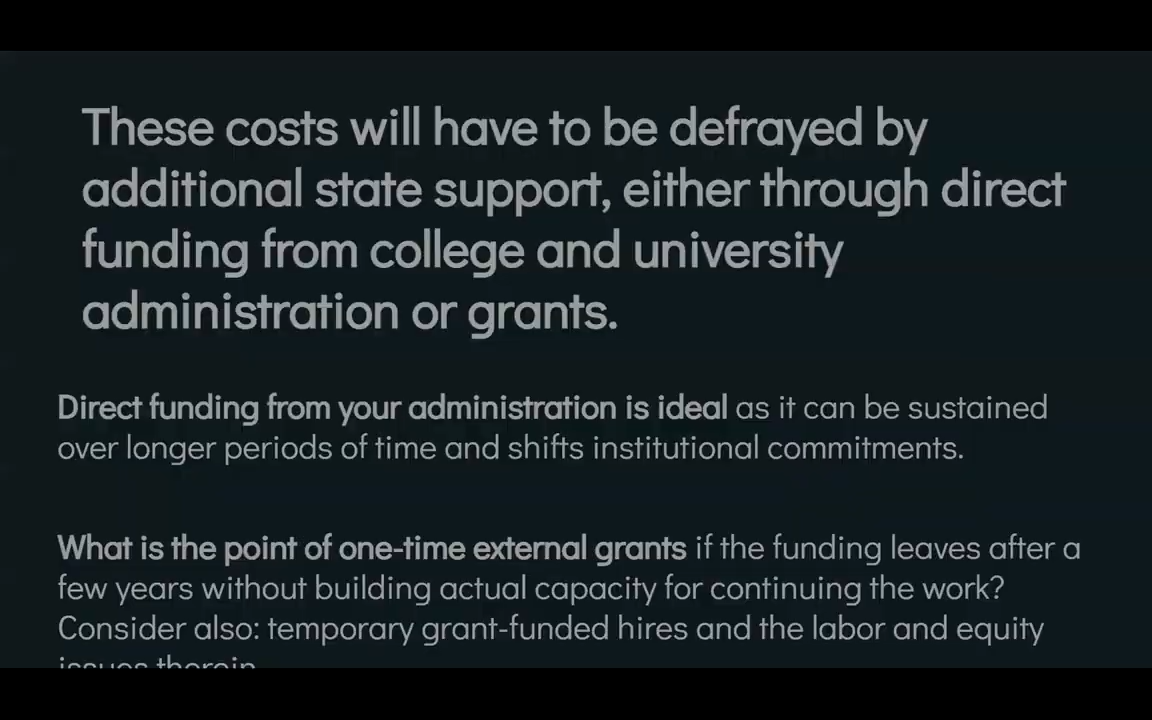 These costs will have to be defrayed by
additional state support, either through direct
funding from college and university
administration or grants.
Direct funding from your administration is ideal as it can be sustained
over longer periods of time and shifts institutional commitments.
What is the point of one-time external grants if the funding leaves after a
few years without building actual capacity for continuing the work?
Consider also: temporary grant-funded hires and the labor and equity
issues therein